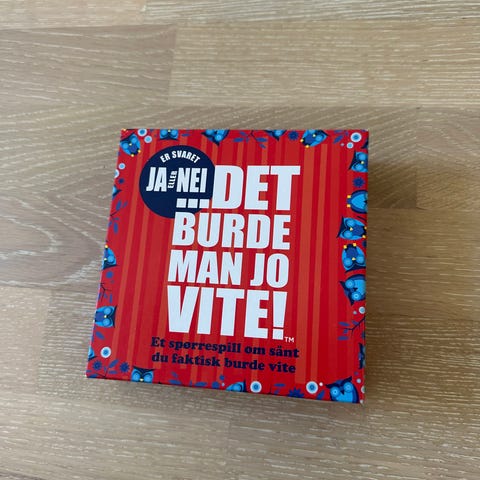 ER SVARET
JA ELLER NEI
...DET
BURDE
MAN JO
VITE!™
Et spørrespill om sånt
du faktisk burde vite